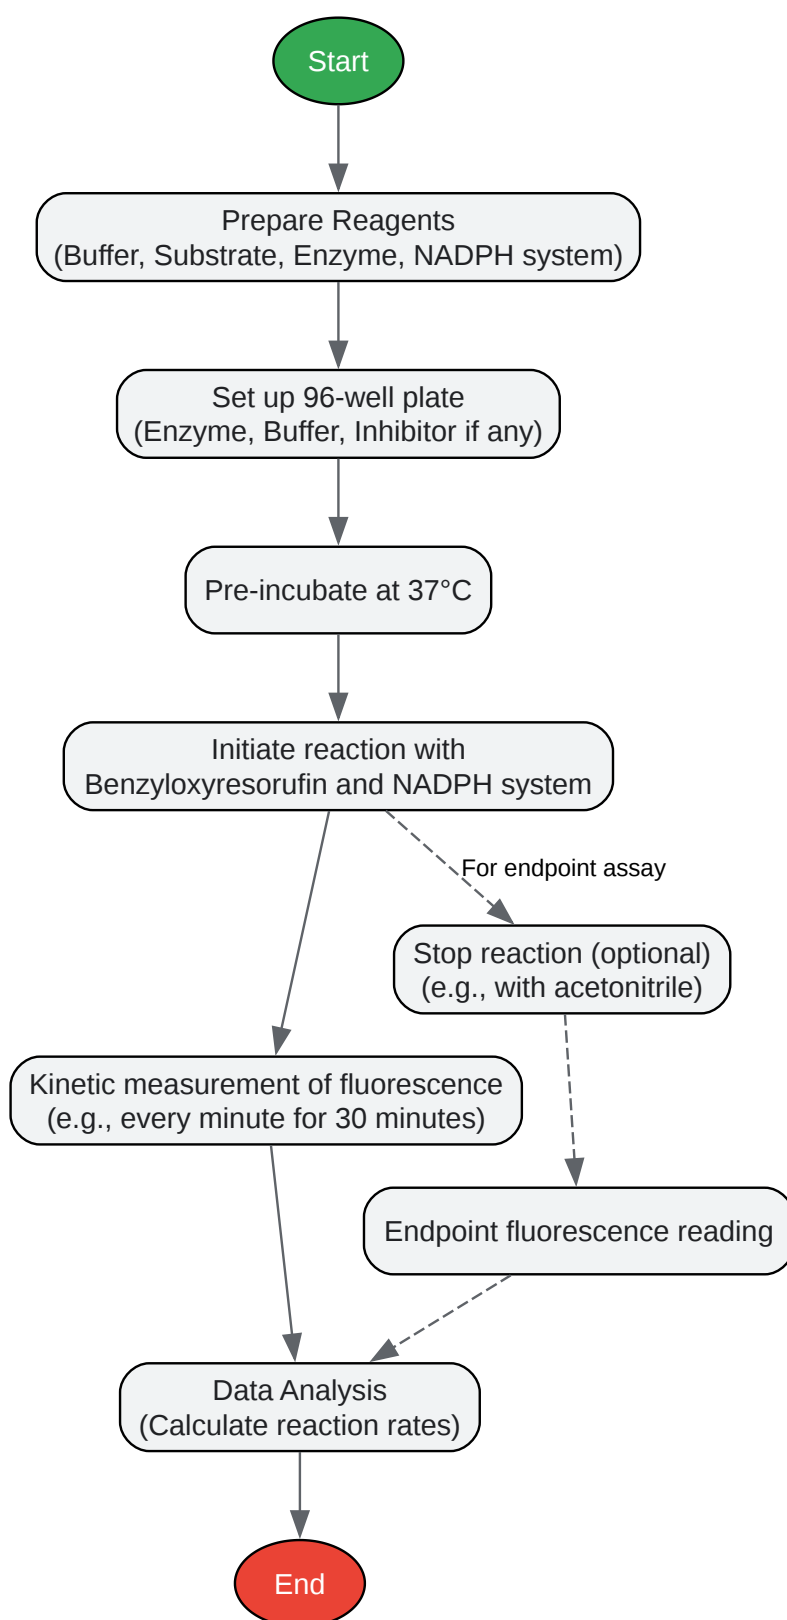 Start
Prepare Reagents
(Buffer, Substrate, Enzyme, NADPH system)
Set up 96-well plate
(Enzyme, Buffer, Inhibitor if any)
Pre-incubate at 37°C
Initiate reaction with
Benzyloxyresorufin and NADPH system
For endpoint assay
Stop reaction (optional)
(e.g., with acetonitrile)
Kinetic measurement of fluorescence
(e.g., every minute for 30 minutes)
Endpoint fluorescence reading
Data Analysis
(Calculate reaction rates)
End